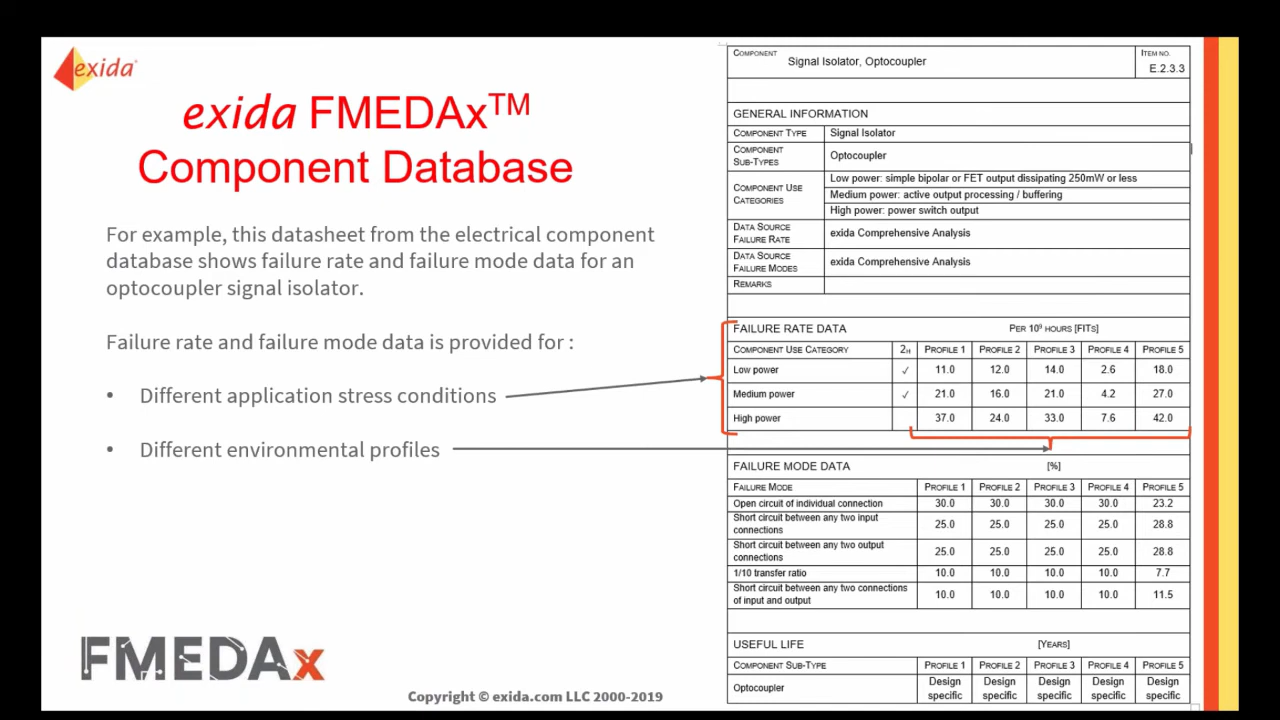 exida
exida FMEDAx™
Component Database
For example, this datasheet from the electrical component
database shows failure rate and failure mode data for an
optocoupler signal isolator.
Failure rate and failure mode data is provided for :
• Different application stress conditions
• Different environmental profiles
FMEDAx
Copyright © exida.com LLC 2000-2019
COMPONENT Signal Isolator, Optocoupler ITEM NO. E.2.3.3
GENERAL INFORMATION
COMPONENT TYPE Signal Isolator
COMPONENT SUB-TYPES Optocoupler
COMPONENT USE CATEGORIES Low power: simple bipolar or FET output dissipating 250mW or less
Medium power: active output processing / buffering
High power: power switch output
DATA SOURCE FAILURE RATE exida Comprehensive Analysis
DATA SOURCE FAILURE MODES exida Comprehensive Analysis
REMARKS
FAILURE RATE DATA PER 10⁹ HOURS [FITS]
COMPONENT USE CATEGORY 2H PROFILE 1 PROFILE 2 PROFILE 3 PROFILE 4 PROFILE 5
Low power ✓ 11.0 12.0 14.0 2.6 18.0
Medium power ✓ 21.0 16.0 21.0 4.2 27.0
High power 37.0 24.0 33.0 7.6 42.0
FAILURE MODE DATA [%]
FAILURE MODE PROFILE 1 PROFILE 2 PROFILE 3 PROFILE 4 PROFILE 5
Open circuit of individual connection 30.0 30.0 30.0 30.0 23.2
Short circuit between any two input connections 25.0 25.0 25.0 25.0 28.8
Short circuit between any two output connections 25.0 25.0 25.0 25.0 28.8
1/10 transfer ratio 10.0 10.0 10.0 10.0 7.7
Short circuit between any two connections of input and output 10.0 10.0 10.0 10.0 11.5
USEFUL LIFE [YEARS]
COMPONENT SUB-TYPE PROFILE 1 PROFILE 2 PROFILE 3 PROFILE 4 PROFILE 5
Optocoupler Design specific Design specific Design specific Design specific Design specific